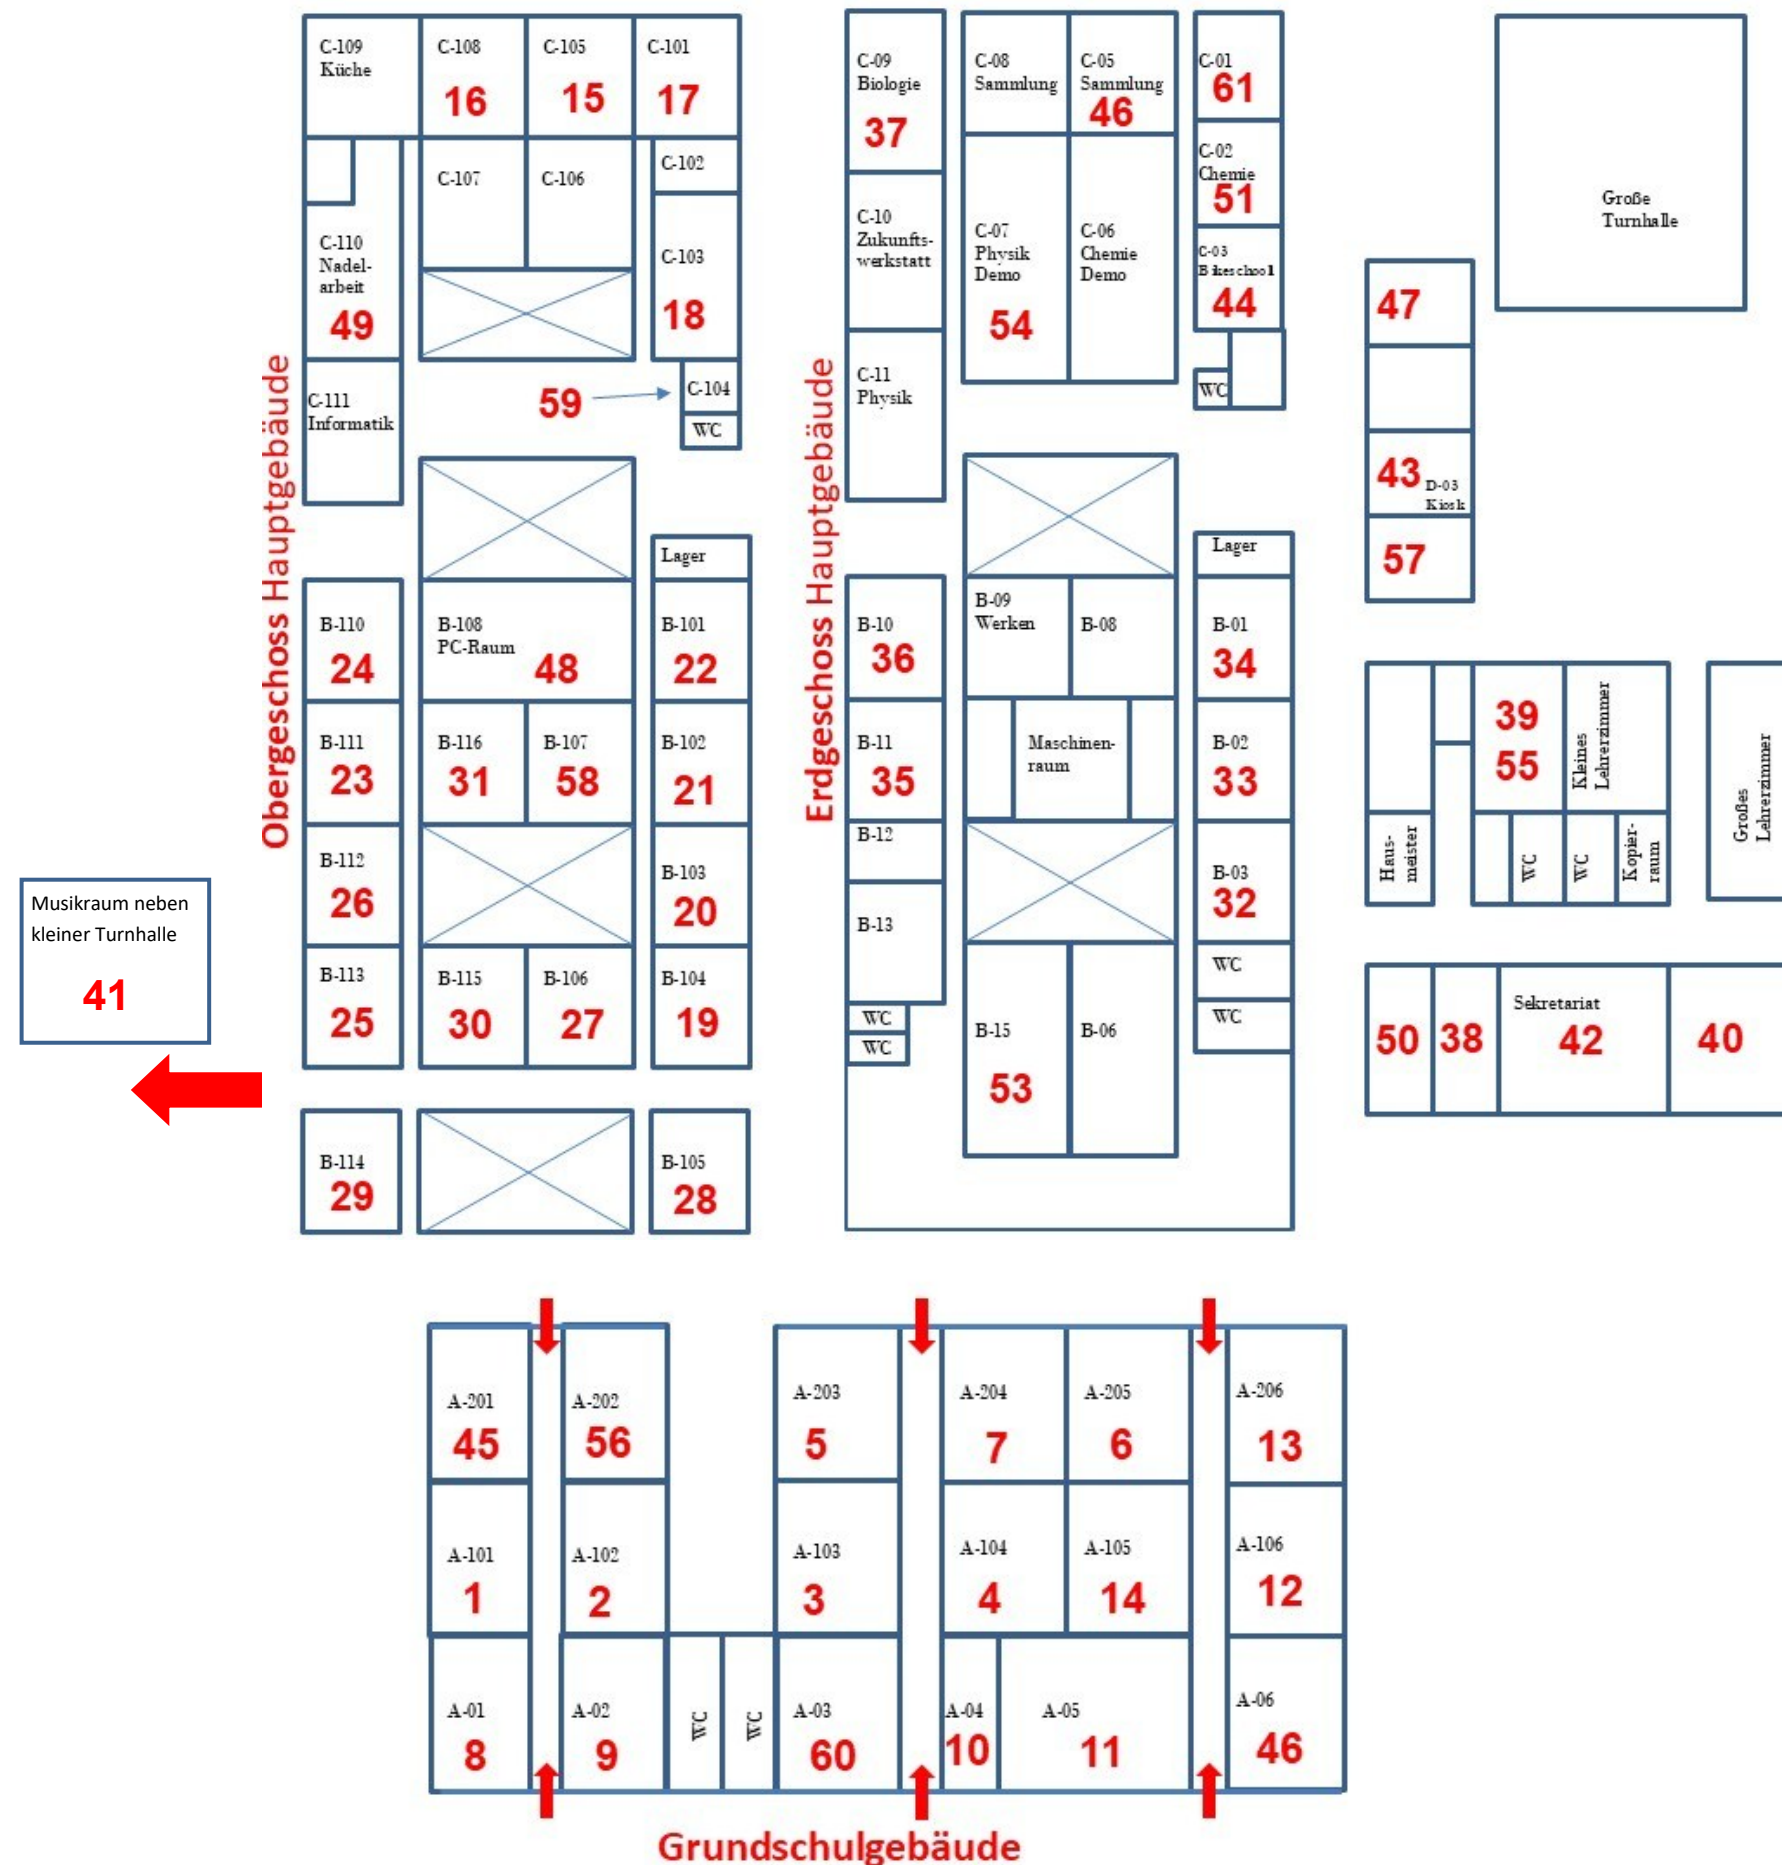 C-109
Küche
C-108
16
C-105
15
C-101
17
C-107
C-106
C-102
C-110
Nadel-
arbeit
49
C-103
18
C-111
Informatik
59
C-104
WC
Obergeschoss Hauptgebäude
Lager
B-110
24
B-108
PC-Raum
48
B-101
22
B-111
23
B-116
31
B-107
58
B-102
21
B-112
26
B-103
20
B-113
25
B-115
30
B-106
27
B-104
19
B-114
29
B-105
28
Musikraum neben
kleiner Turnhalle
41
Erdgeschoss Hauptgebäude
C-09
Biologie
37
C-08
Sammlung
C-05
Sammlung
46
C-01
61
C-02
Chemie
51
C-10
Zukunfts-
werkstatt
C-07
Physik
Demo
54
C-06
Chemie
Demo
C-03
Bikeschool
44
C-11
Physik
WC
Lager
B-10
36
B-09
Werken
B-08
B-01
34
B-11
35
Maschinen-
raum
B-02
33
B-12
B-03
32
B-13
WC
WC
WC
WC
B-15
53
B-06
Große
Turnhalle
47
43
D-03
Kiosk
57
39
55
Kleines
Lehrerzimmer
Großes
Lehrerzimmer
Haus-
meister
WC
WC
Kopier-
raum
50
38
Sekretariat
42
40
A-201
45
A-202
56
A-203
5
A-204
7
A-205
6
A-206
13
A-101
1
A-102
2
A-103
3
A-104
4
A-105
14
A-106
12
A-01
8
A-02
9
WC
WC
A-03
60
A-04
10
A-05
11
A-06
46
Grundschulgebäude